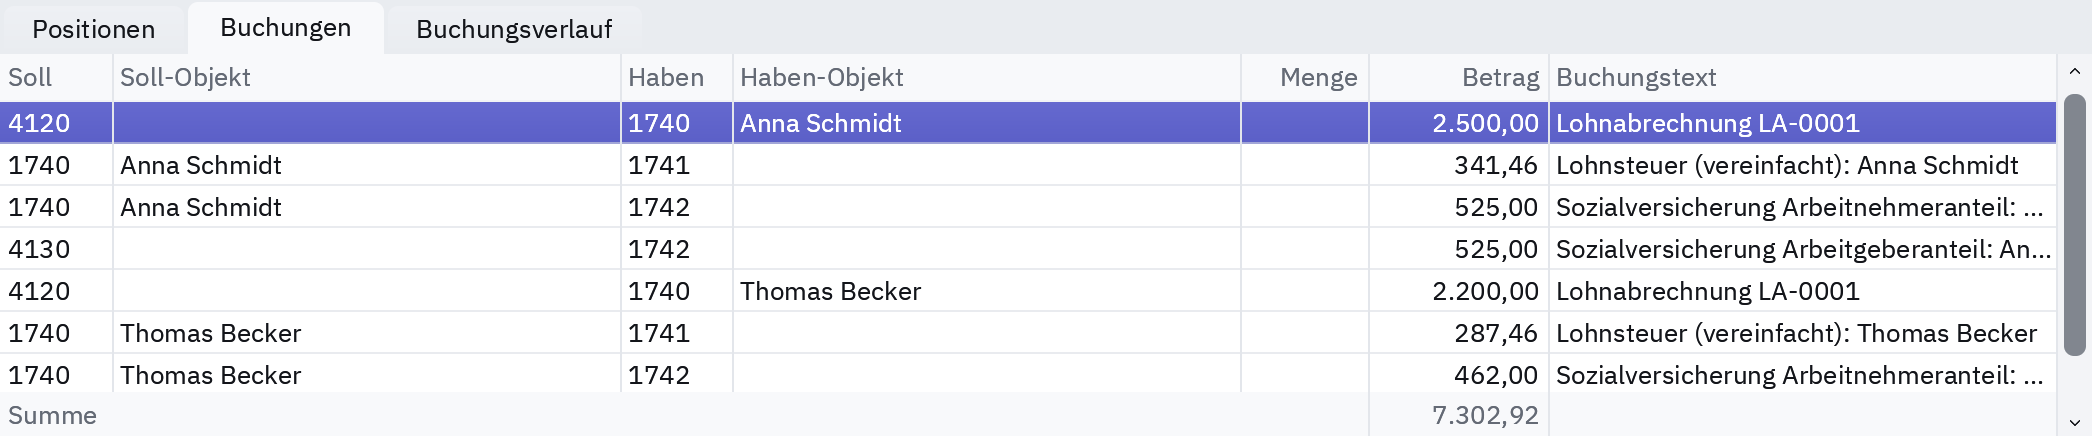 Positionen Buchungen Buchungsverlauf
Soll Soll-Objekt Haben Haben-Objekt Menge Betrag Buchungstext
4120 1740 Anna Schmidt 2.500,00 Lohnabrechnung LA-0001
1740 Anna Schmidt 1741 341,46 Lohnsteuer (vereinfacht): Anna Schmidt
1740 Anna Schmidt 1742 525,00 Sozialversicherung Arbeitnehmeranteil: ...
4130 1742 525,00 Sozialversicherung Arbeitgeberanteil: An...
4120 1740 Thomas Becker 2.200,00 Lohnabrechnung LA-0001
1740 Thomas Becker 1741 287,46 Lohnsteuer (vereinfacht): Thomas Becker
1740 Thomas Becker 1742 462,00 Sozialversicherung Arbeitnehmeranteil: ...
Summe 7.302,92